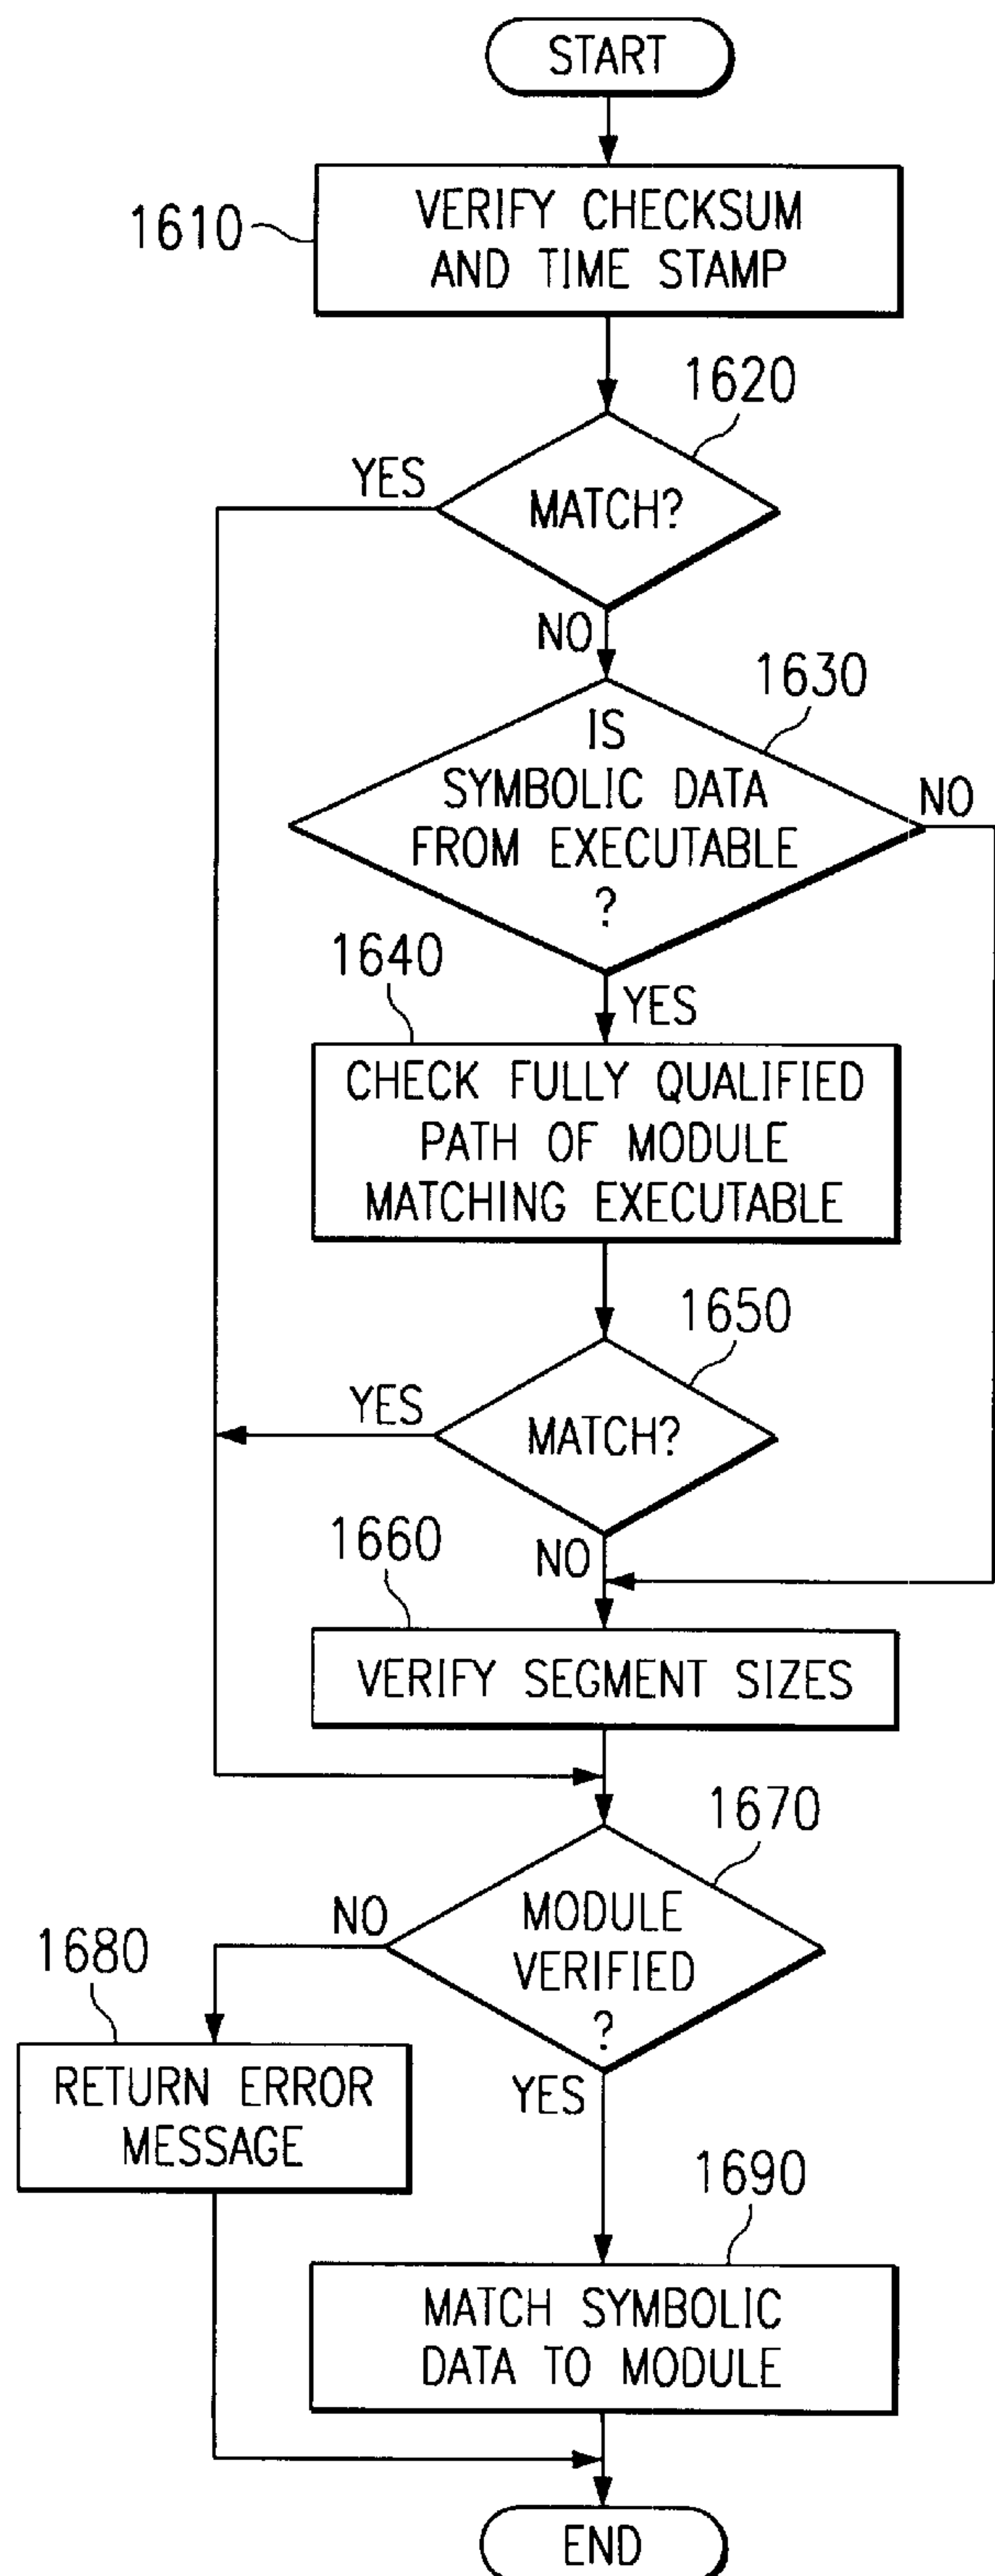 START
VERIFY CHECKSUM
AND TIME STAMP
1610
1620
YES
MATCH?
NO
1630
IS
SYMBOLIC DATA
FROM EXECUTABLE
?
NO
1640
YES
CHECK FULLY QUALIFIED
PATH OF MODULE
MATCHING EXECUTABLE
1650
YES
MATCH?
1660
NO
VERIFY SEGMENT SIZES
1670
NO
MODULE
VERIFIED
?
1680
YES
RETURN ERROR
MESSAGE
1690
MATCH SYMBOLIC
DATA TO MODULE
END